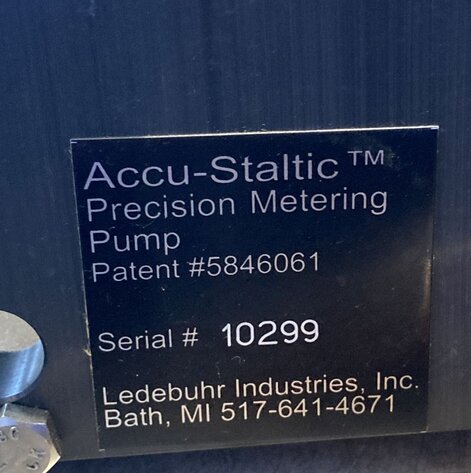 Accu-Staltic™
Precision Metering
Pump
Patent #5846061
Serial # 10299
Ledebuhr Industries, Inc.
Bath, MI 517-641-4671